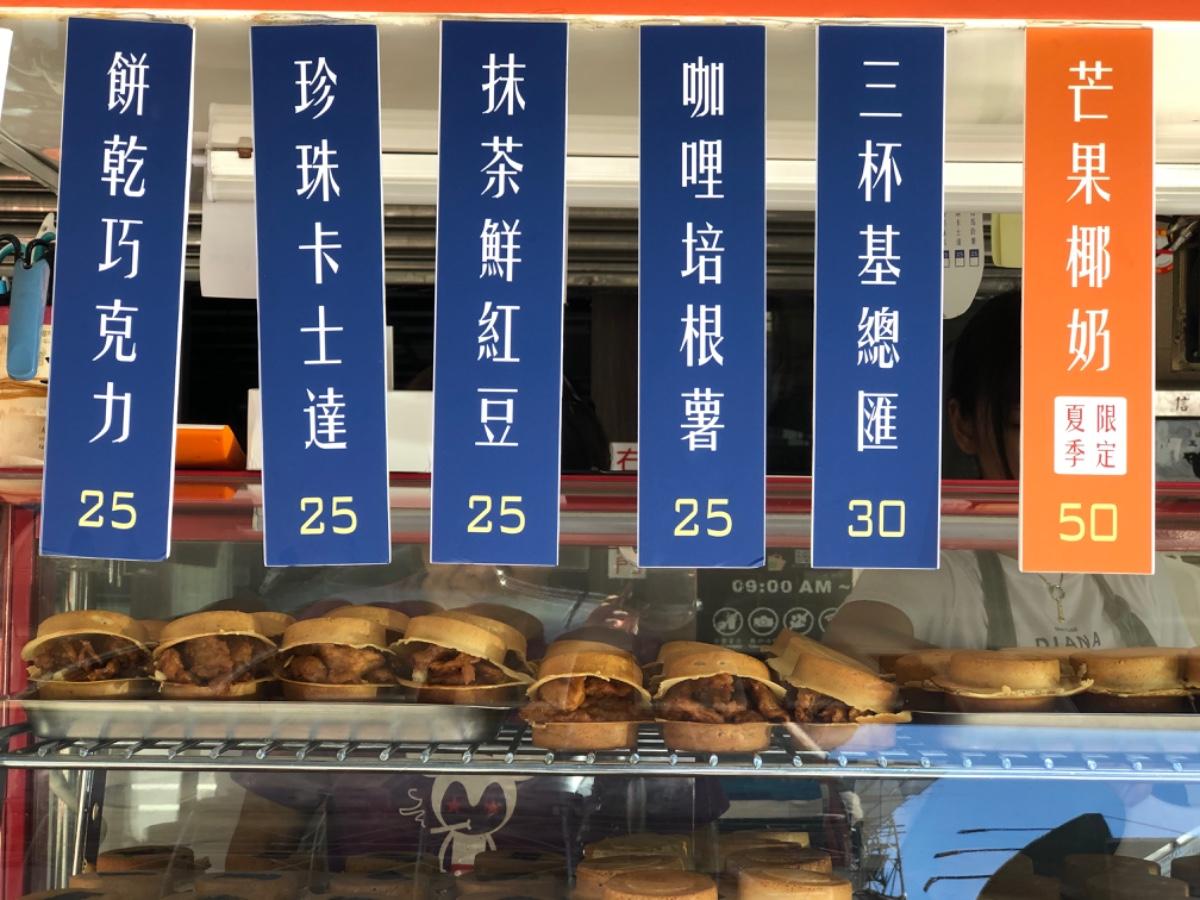 餅乾巧克力
25
珍珠卡士達
25
抹茶鮮紅豆
25
咖哩培根薯
25
三杯基總匯
30
芒果椰奶
夏季限定
50
09:00 AM ~
DIANA